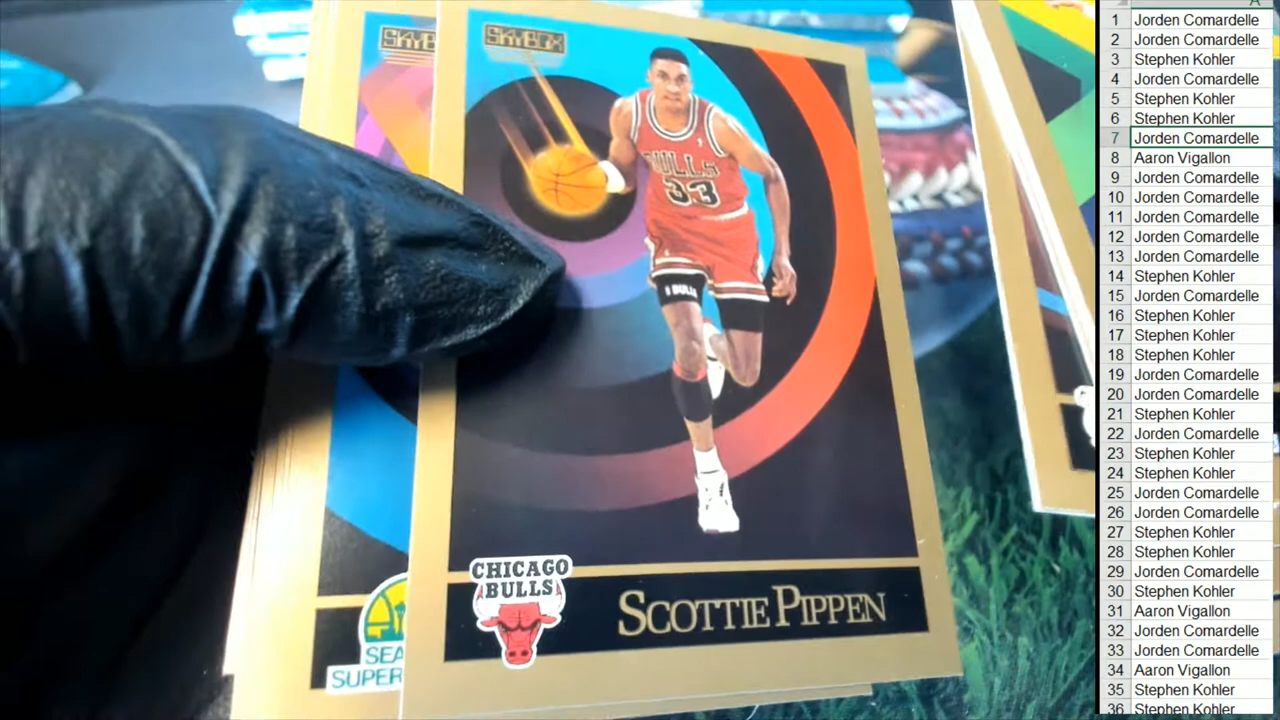 SKYBOX
SKYB
BULLS
33
BULLS
CHICAGO
BULLS
SCOTTIE PIPPEN
SEA
SUPER
A
1 Jorden Comardelle
2 Jorden Comardelle
3 Stephen Kohler
4 Jorden Comardelle
5 Stephen Kohler
6 Stephen Kohler
7 Jorden Comardelle
8 Aaron Vigallon
9 Jorden Comardelle
10 Jorden Comardelle
11 Jorden Comardelle
12 Jorden Comardelle
13 Jorden Comardelle
14 Stephen Kohler
15 Jorden Comardelle
16 Stephen Kohler
17 Stephen Kohler
18 Stephen Kohler
19 Jorden Comardelle
20 Jorden Comardelle
21 Stephen Kohler
22 Jorden Comardelle
23 Stephen Kohler
24 Stephen Kohler
25 Jorden Comardelle
26 Jorden Comardelle
27 Stephen Kohler
28 Stephen Kohler
29 Jorden Comardelle
30 Stephen Kohler
31 Aaron Vigallon
32 Jorden Comardelle
33 Jorden Comardelle
34 Aaron Vigallon
35 Stephen Kohler
36 Stephen Kohler